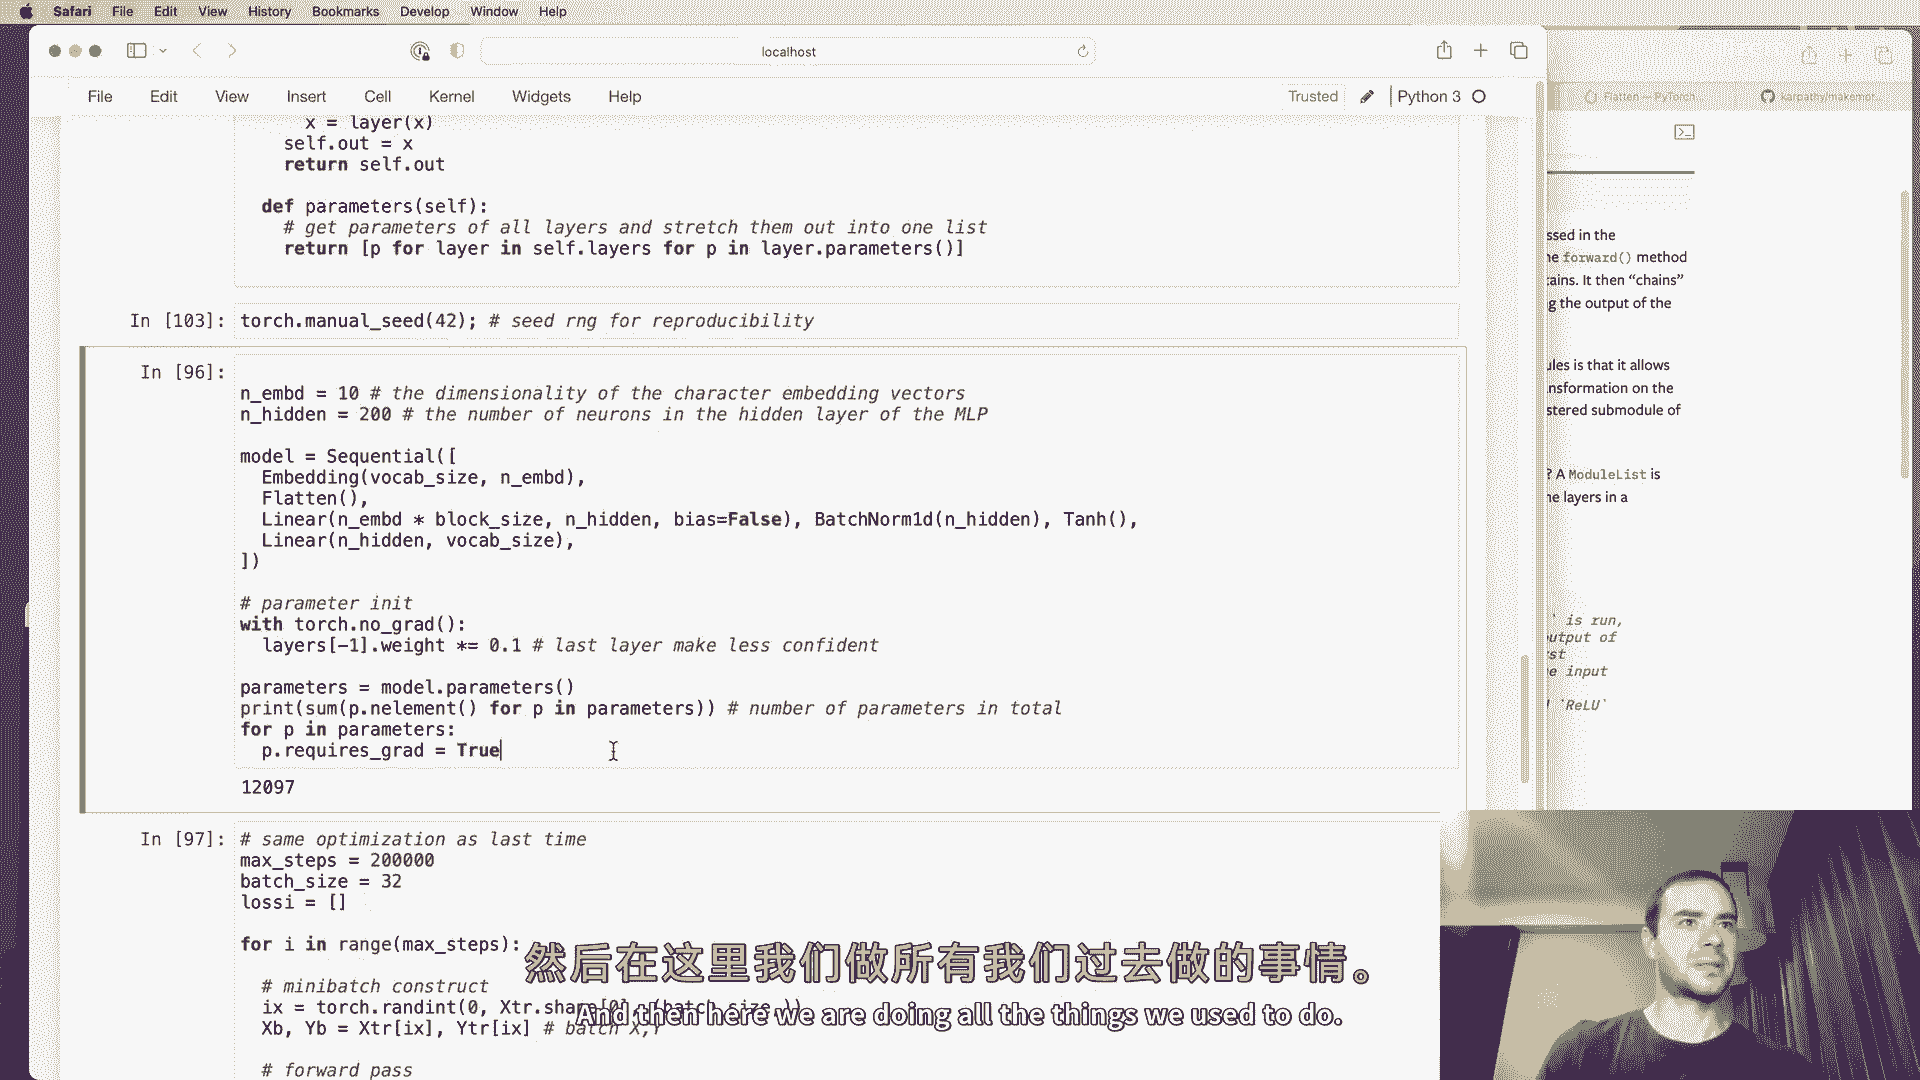 Safari File Edit View History Bookmarks Develop Window Help
localhost
File Edit View Insert Cell Kernel Widgets Help
Trusted Python 3
x = layer(x)
self.out = x
return self.out
def parameters(self):
# get parameters of all layers and stretch them out into one list
return [p for layer in self.layers for p in layer.parameters()]
In [103]: torch.manual_seed(42); # seed rng for reproducibility
In [96]:
n_embd = 10 # the dimensionality of the character embedding vectors
n_hidden = 200 # the number of neurons in the hidden layer of the MLP
model = Sequential([
Embedding(vocab_size, n_embd),
Flatten(),
Linear(n_embd * block_size, n_hidden, bias=False), BatchNorm1d(n_hidden), Tanh(),
Linear(n_hidden, vocab_size),
])
# parameter init
with torch.no_grad():
layers[-1].weight *= 0.1 # last layer make less confident
parameters = model.parameters()
print(sum(p.nelement() for p in parameters)) # number of parameters in total
for p in parameters:
p.requires_grad = True
12097
In [97]: # same optimization as last time
max_steps = 200000
batch_size = 32
lossi = []
for i in range(max_steps):
# minibatch construct
ix = torch.randint(0, Xtr.shape[0], (batch_size,))
Xb, Yb = Xtr[ix], Ytr[ix] # batch X,Y
# forward pass
然后在这里我们做所有我们过去做的事情。
And then here we are doing all the things we used to do.
Flatten — PyTorch...
karpathy/makemor...
ssed in the
forward() method
ains. It then “chains”
g the output of the
ules is that it allows
nsformation on the
stered submodule of
? A ModuleList is
ne layers in a
is run,
utput of
st
e input
`ReLU`